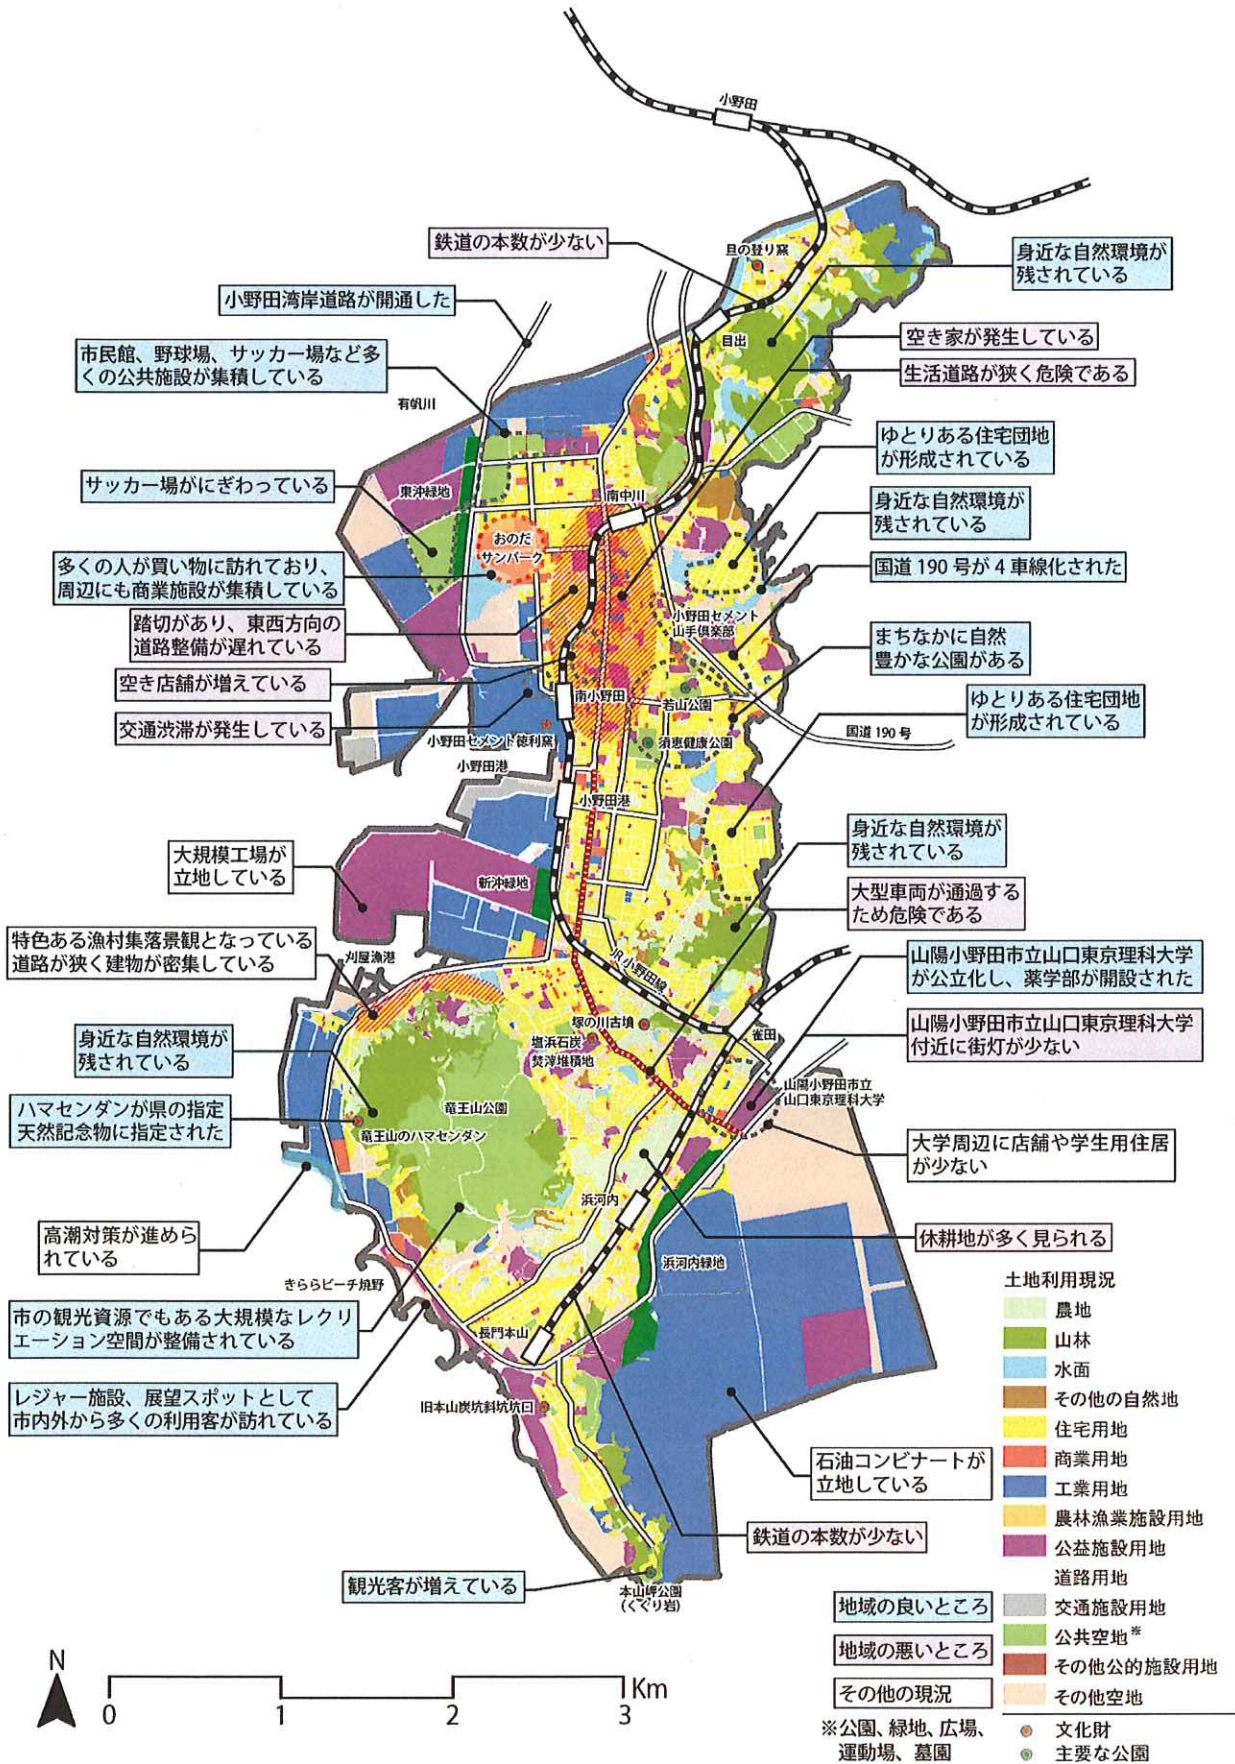 小野田
鉄道の本数が少ない
旦の登り窯
身近な自然環境が
残されている
小野田湾岸道路が開通した
目出
空き家が発生している
市民館、野球場、サッカー場など多
くの公共施設が集積している
生活道路が狭く危険である
有帆川
ゆとりある住宅団地
が形成されている
サッカー場がにぎわっている
東沖緑地
南中川
身近な自然環境が
残されている
おのだ
サンパーク
多くの人が買い物に訪れており、
周辺にも商業施設が集積している
国道 190 号が 4 車線化された
踏切があり、東西方向の
道路整備が遅れている
小野田セメント
山手倶楽部
まちなかに自然
豊かな公園がある
空き店舗が増えている
南小野田
若山公園
ゆとりある住宅団地
が形成されている
交通渋滞が発生している
小野田セメント徳利窯
須恵健康公園
国道 190 号
小野田港
小野田港
身近な自然環境が
残されている
大規模工場が
立地している
新沖緑地
大型車両が通過する
ため危険である
特色ある漁村集落景観となっている
道路が狭く建物が密集している
刈屋漁港
JR 小野田線
山陽小野田市立山口東京理科大学
が公立化し、薬学部が開設された
塚の川古墳
雀田
山陽小野田市立山口東京理科大学
付近に街灯が少ない
身近な自然環境が
残されている
塩浜石炭
焚滓堆積地
山陽小野田市立
山口東京理科大学
ハマセンダンが県の指定
天然記念物に指定された
竜王山公園
竜王山のハマセンダン
大学周辺に店舗や学生用住居
が少ない
高潮対策が進めら
れている
浜河内
休耕地が多く見られる
浜河内緑地
きららビーチ焼野
市の観光資源でもある大規模なレクリ
エーション空間が整備されている
長門本山
レジャー施設、展望スポットとして
市内外から多くの利用客が訪れている
旧本山炭坑斜坑坑口
石油コンビナートが
立地している
鉄道の本数が少ない
観光客が増えている
本山岬公園
(くぐり岩)
土地利用現況
農地
山林
水面
その他の自然地
住宅用地
商業用地
工業用地
農林漁業施設用地
公益施設用地
道路用地
交通施設用地
公共空地※
その他公的施設用地
その他空地
文化財
主要な公園
地域の良いところ
地域の悪いところ
その他の現況
※公園、緑地、広場、
運動場、墓園
N
0 1 2 3 Km